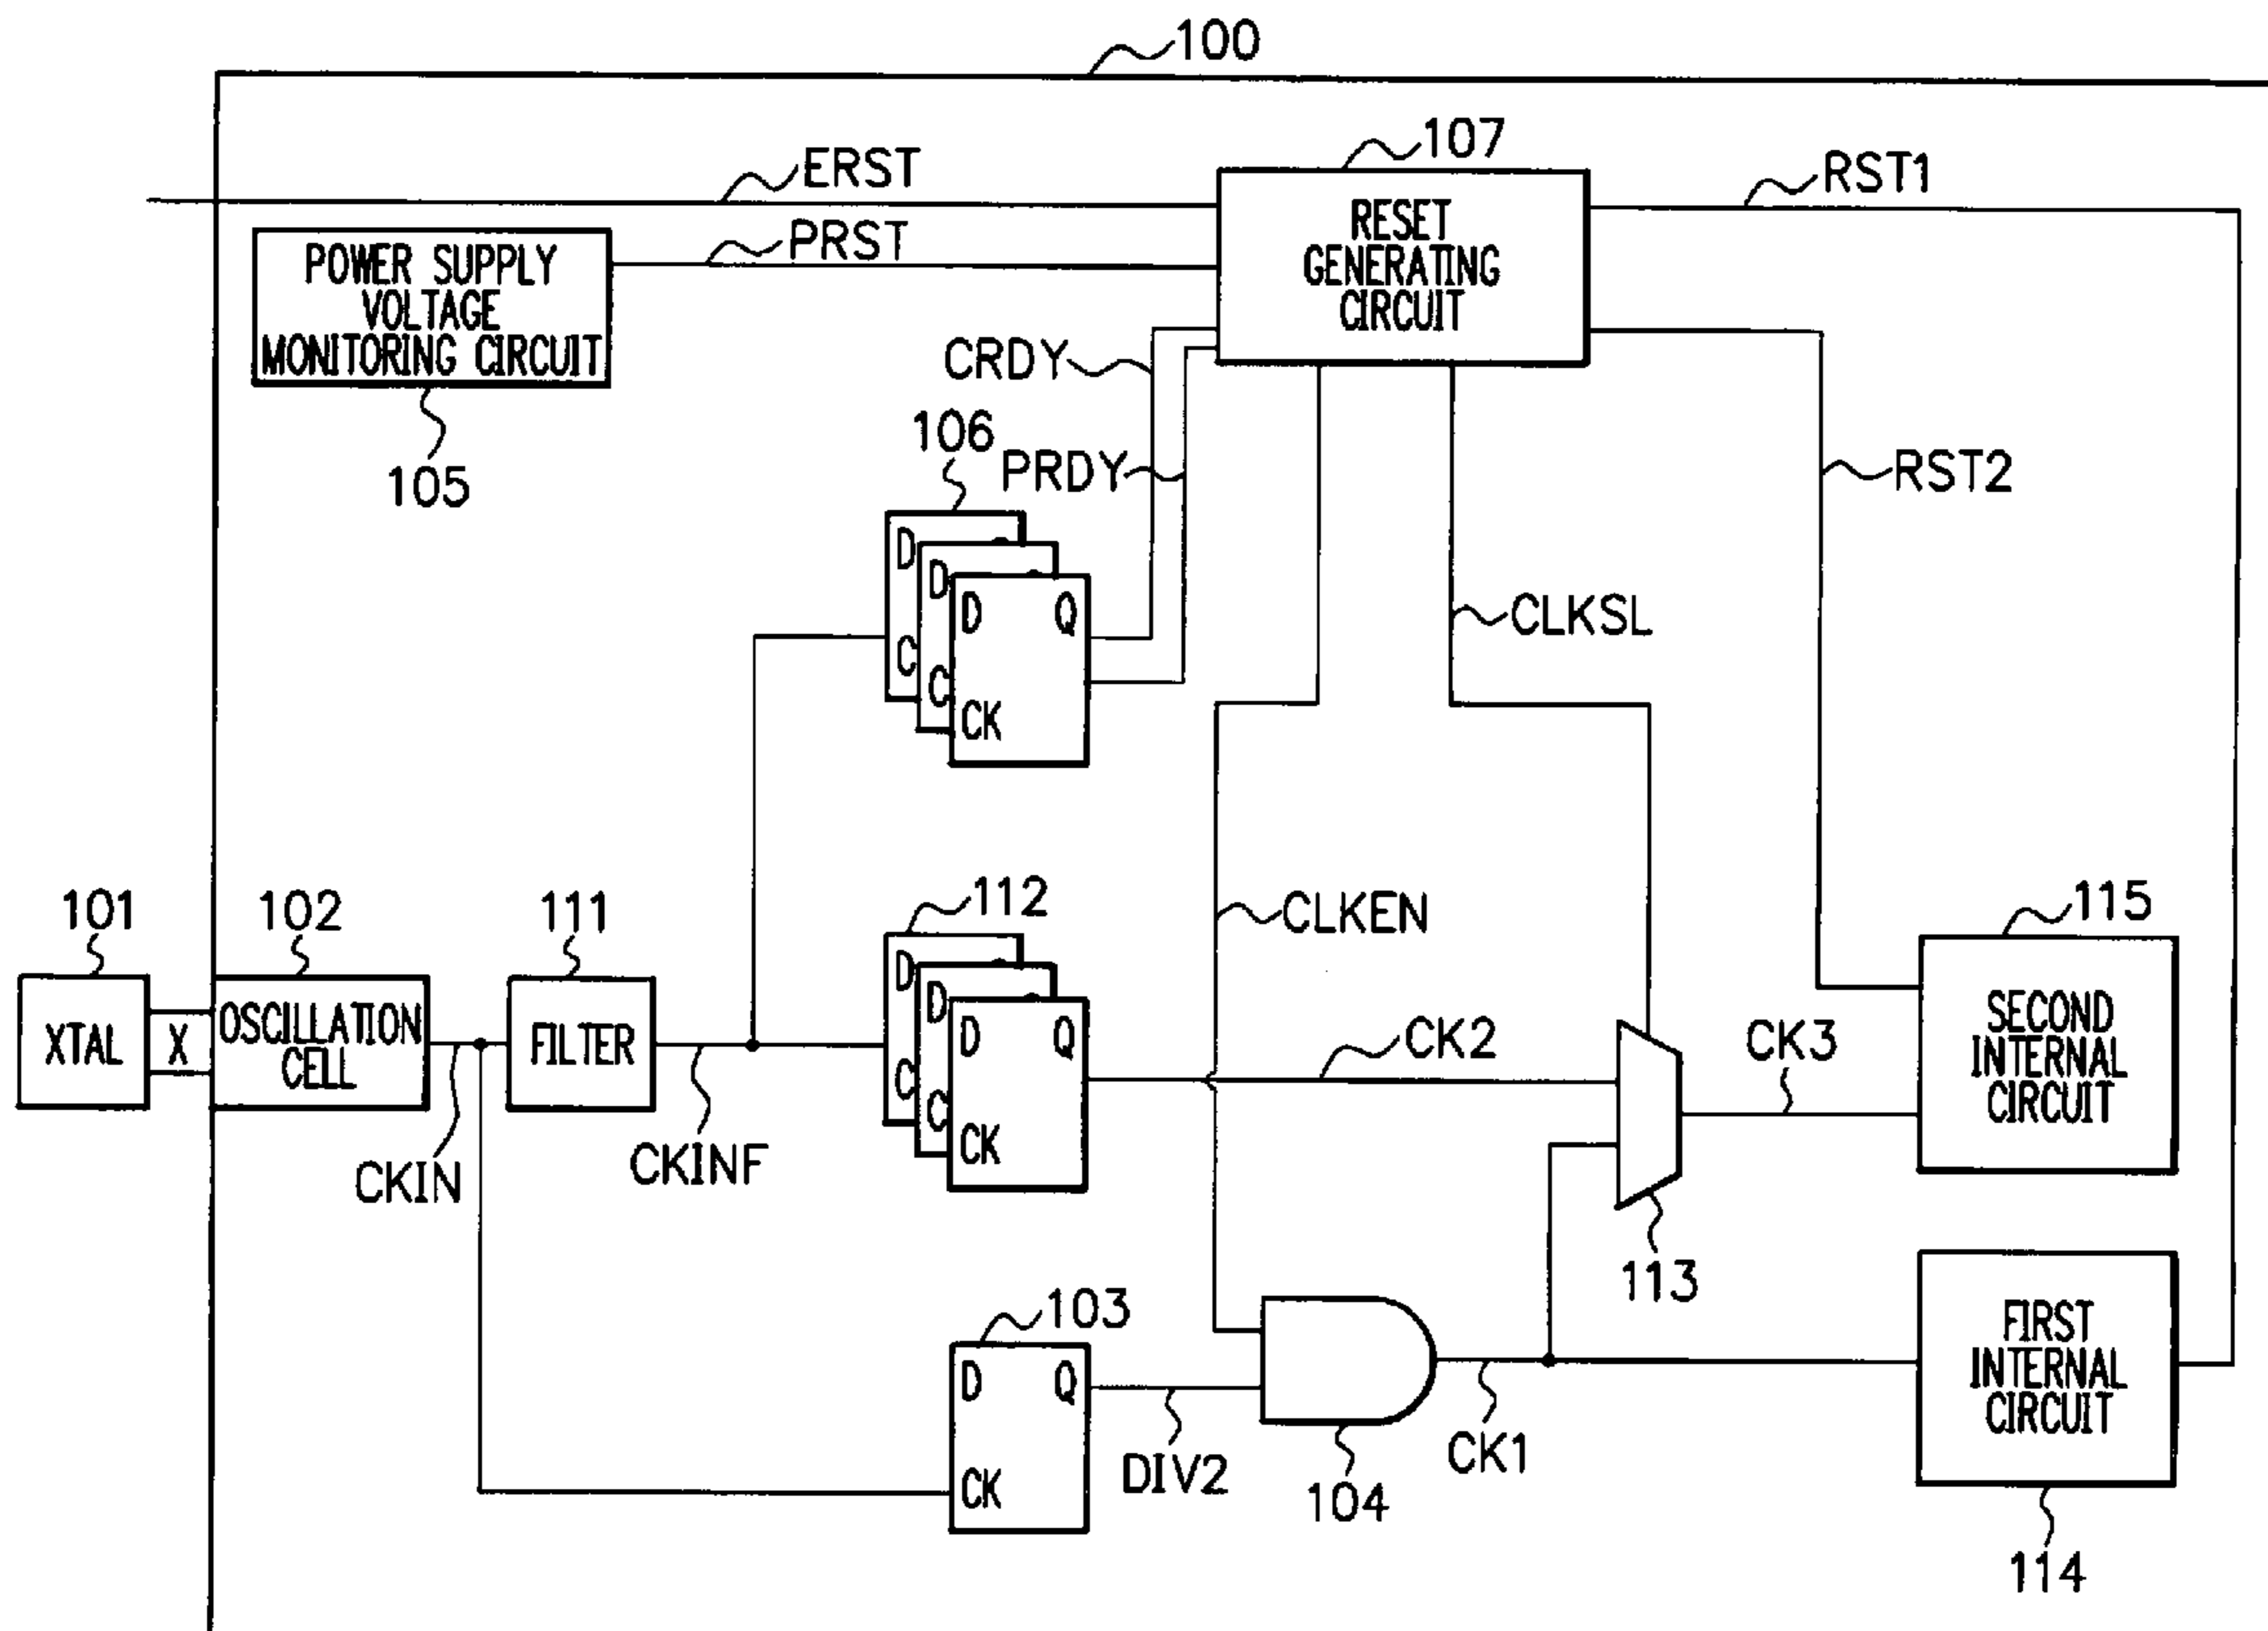 100
107
ERST
RST1
PRST
RESET
GENERATING
CIRCUIT
POWER SUPPLY
VOLTAGE
MONITORING CIRCUIT
CRDY
106
PRDY
105
RST2
D
D
D Q
C
C
CK
CLKSL
101
102
111
112
CLKEN
115
XTAL
X
OSCILLATION
CELL
FILTER
D
D
D Q
C
C
CK
CK2
CK3
SECOND
INTERNAL
CIRCUIT
CKIN
CKINF
113
103
D Q
CK
DIV2
104
CK1
FIRST
INTERNAL
CIRCUIT
114